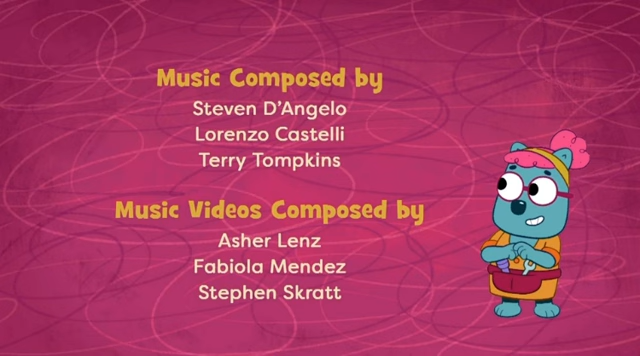 Music Composed by
Steven D'Angelo
Lorenzo Castelli
Terry Tompkins
Music Videos Composed by
Asher Lenz
Fabiola Mendez
Stephen Skratt